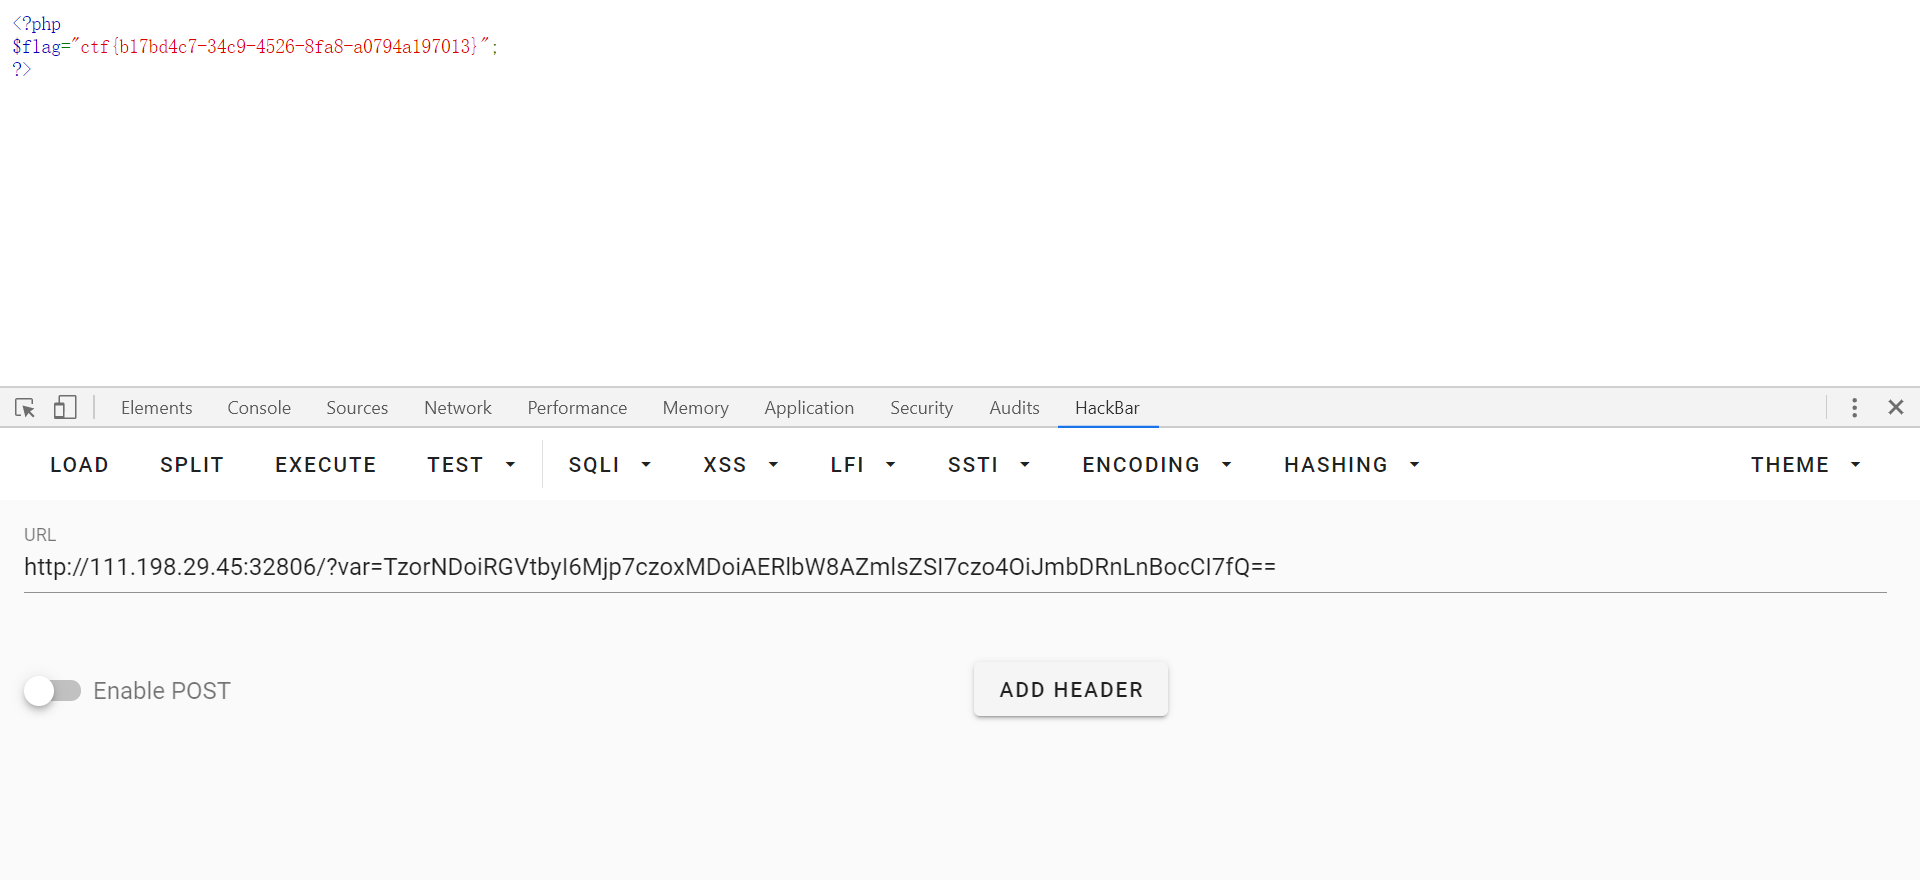 <?php
$flag="ctf{b17bd4c7-34c9-4526-8fa8-a0794a197013}";
?>
Elements Console Sources Network Performance Memory Application Security Audits HackBar
LOAD SPLIT EXECUTE TEST SQLI XSS LFI SSTI ENCODING HASHING THEME
URL
http://111.198.29.45:32806/?var=TzorNDoiRGVtbyI6Mjp7czoxMDoiAERlbW8AZmlsZSI7czo4OiJmbDRnLnBocCI7fQ==
Enable POST
ADD HEADER